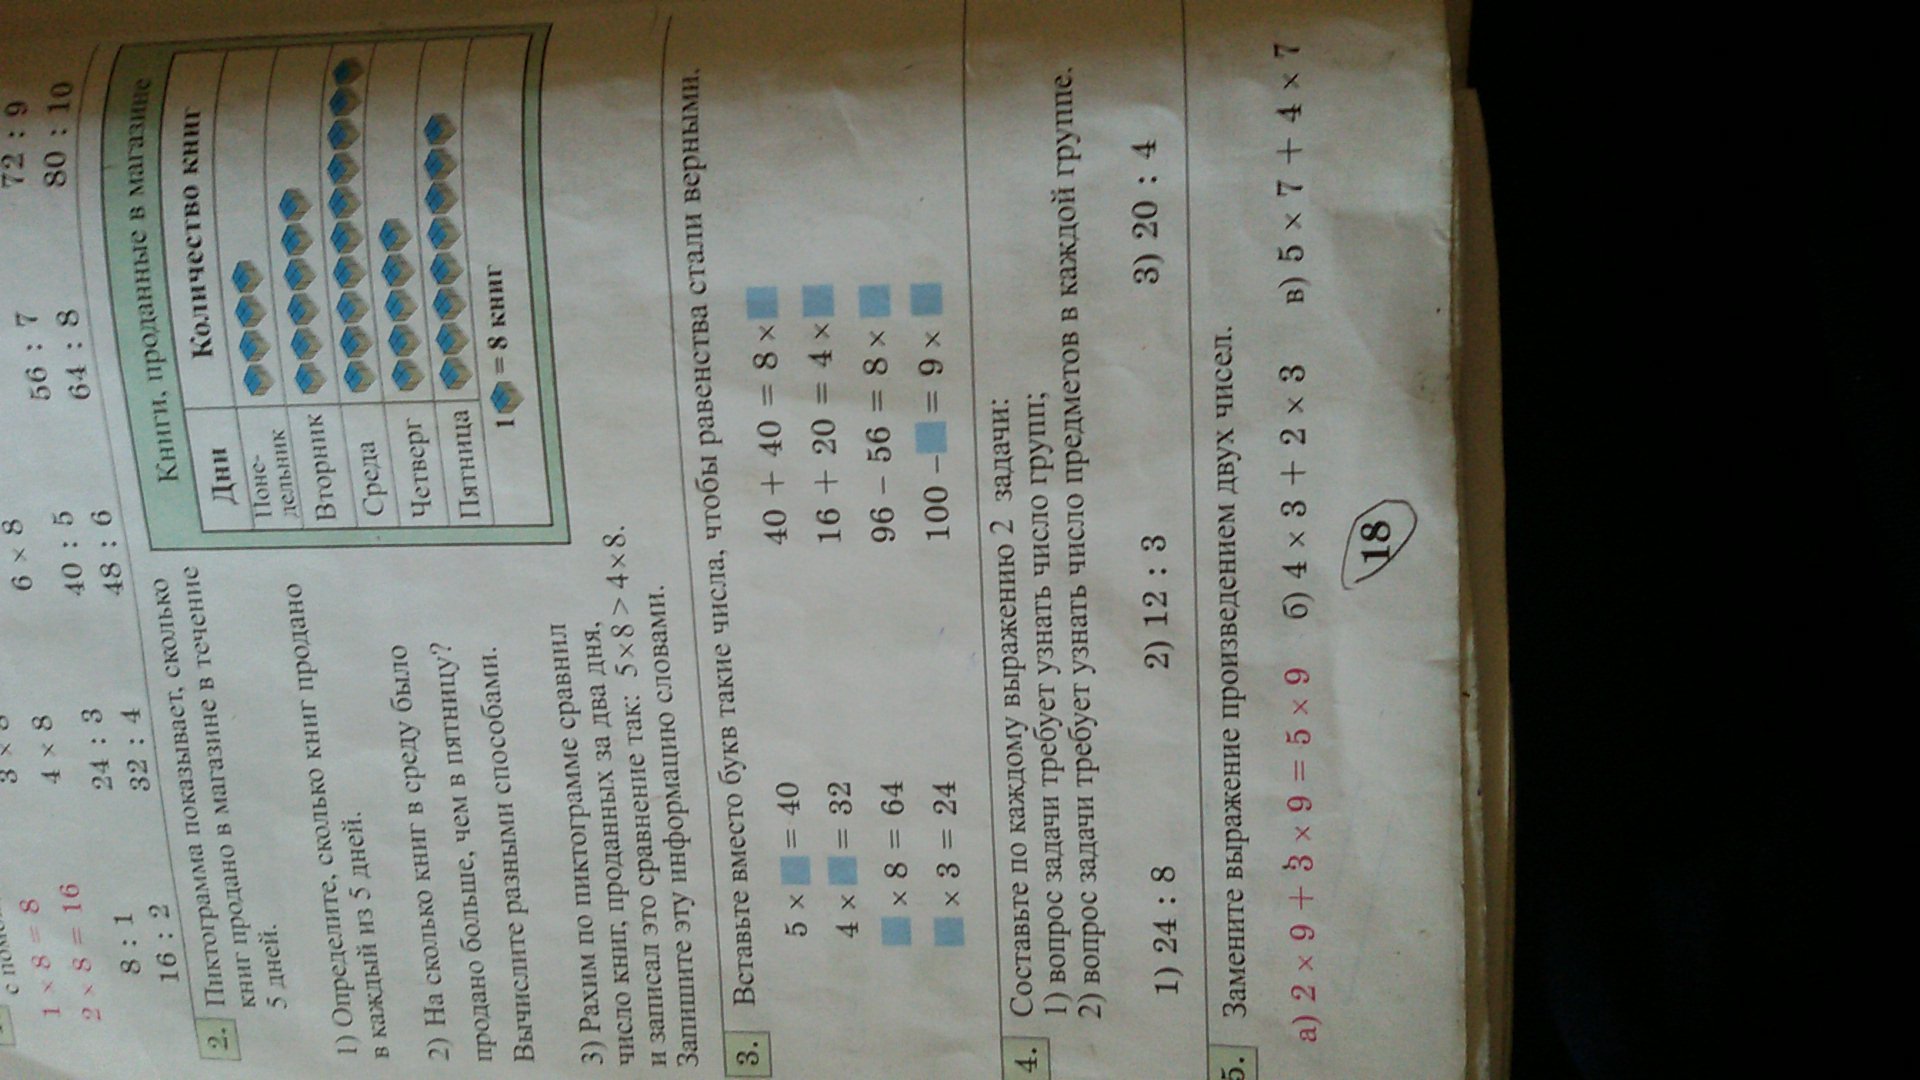 1 × 8 = 8
4 × 8
6 × 8
56 : 7
72 : 9
2 × 8 = 16
24 : 3
40 : 5
64 : 8
80 : 10
8 : 1
32 : 4
48 : 6
16 : 2
2. Пиктограмма показывает, сколько
книг продано в магазине в течение
5 дней.
1) Определите, сколько книг продано
в каждый из 5 дней.
2) На сколько книг в среду было
продано больше, чем в пятницу?
Вычислите разными способами.
3) Рахим по пиктограмме сравнил
число книг, проданных за два дня,
и записал это сравнение так: 5 × 8 > 4 × 8.
Запишите эту информацию словами.
Книги, проданные в магазине
Дни Количество книг
Поне-
дельник
Вторник
Среда
Четверг
Пятница
1 = 8 книг
3. Вставьте вместо букв такие числа, чтобы равенства стали верными.
5 × = 40 40 + 40 = 8 ×
4 × = 32 16 + 20 = 4 ×
× 8 = 64 96 – 56 = 8 ×
× 3 = 24 100 – = 9 ×
4. Составьте по каждому выражению 2 задачи:
1) вопрос задачи требует узнать число групп;
2) вопрос задачи требует узнать число предметов в каждой группе.
1) 24 : 8 2) 12 : 3 3) 20 : 4
5. Замените выражение произведением двух чисел.
а) 2 × 9 + 3 × 9 = 5 × 9 б) 4 × 3 + 2 × 3 в) 5 × 7 + 4 × 7
18